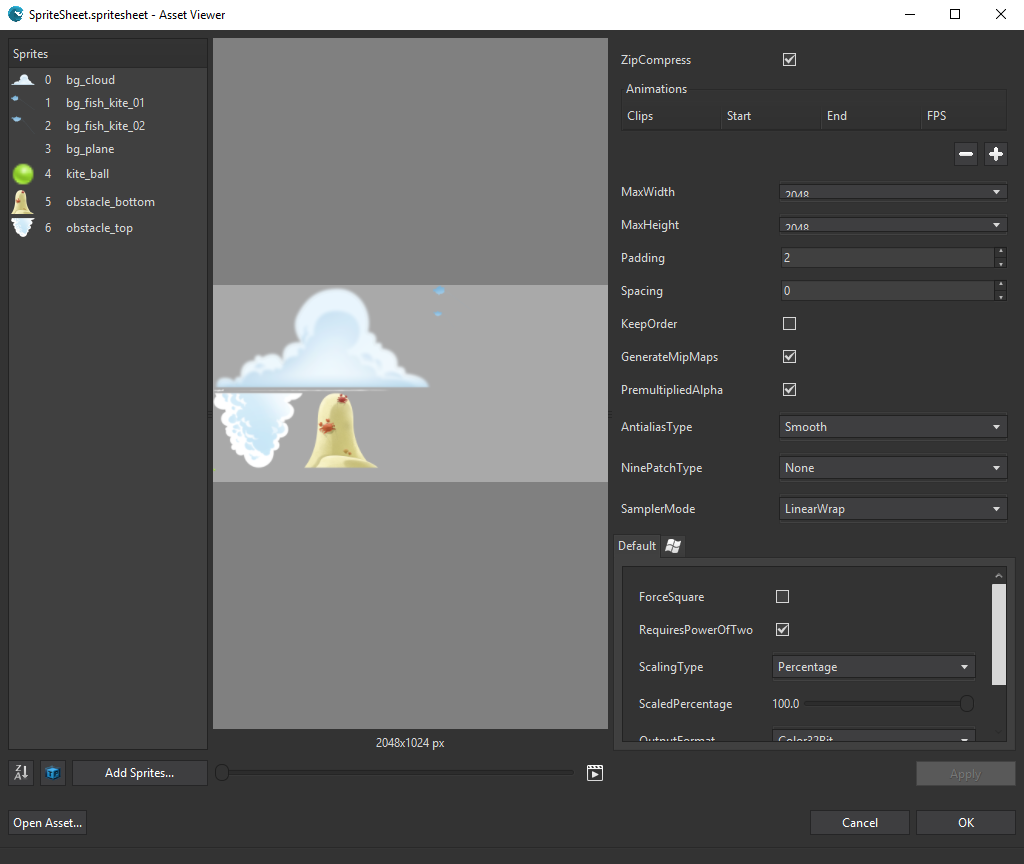 SpriteSheet.spritesheet - Asset Viewer
Sprites
0 bg_cloud
1 bg_fish_kite_01
2 bg_fish_kite_02
3 bg_plane
4 kite_ball
5 obstacle_bottom
6 obstacle_top
2048x1024 px
Add Sprites...
Open Asset...
ZipCompress
Animations
Clips Start End FPS
MaxWidth 2048
MaxHeight 2048
Padding 2
Spacing 0
KeepOrder
GenerateMipMaps
PremultipliedAlpha
AntialiasType Smooth
NinePatchType None
SamplerMode LinearWrap
Default
ForceSquare
RequiresPowerOfTwo
ScalingType Percentage
ScaledPercentage 100.0
OutputFormat Color32Bit
Apply
Cancel OK